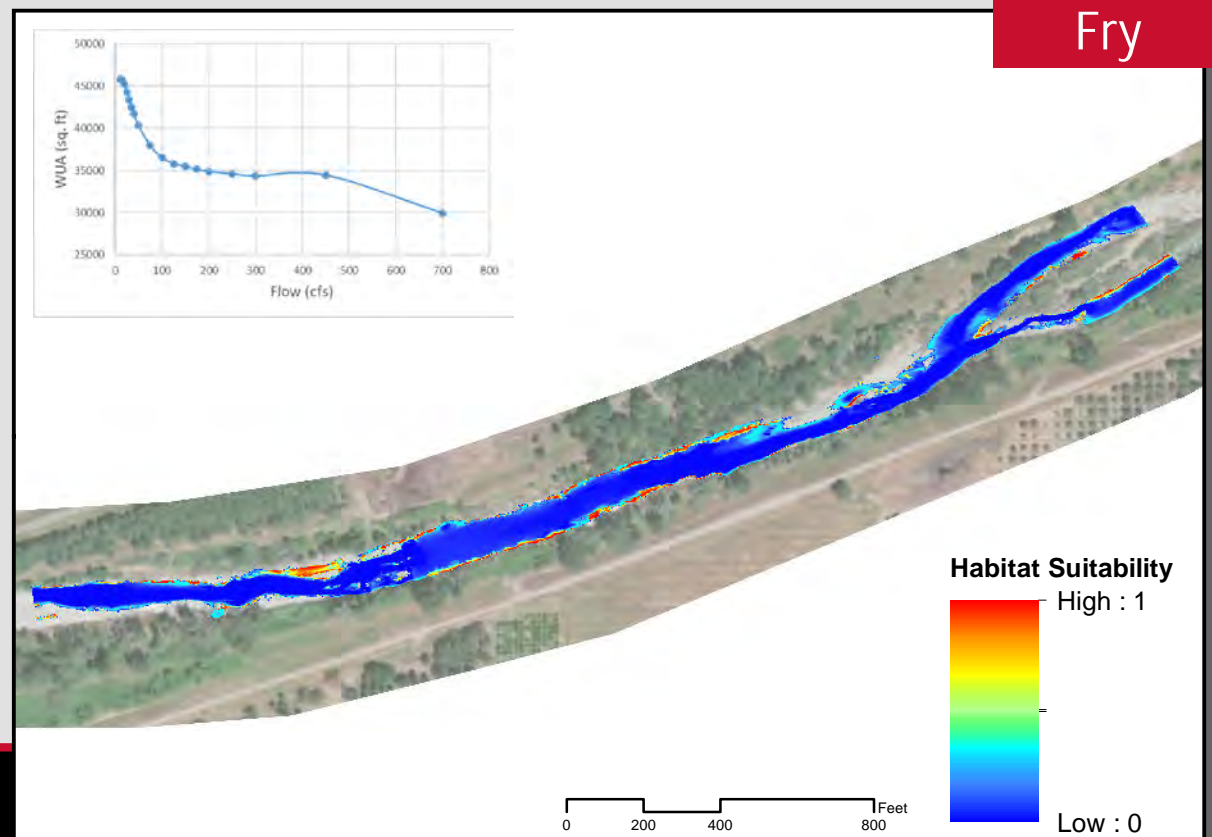 Fry
50000
45000
40000
35000
30000
25000
WUA (sq. ft)
0 100 200 300 400 500 600 700 800
Flow (cfs)
Habitat Suitability
High : 1
Low : 0
Feet
0 200 400 800